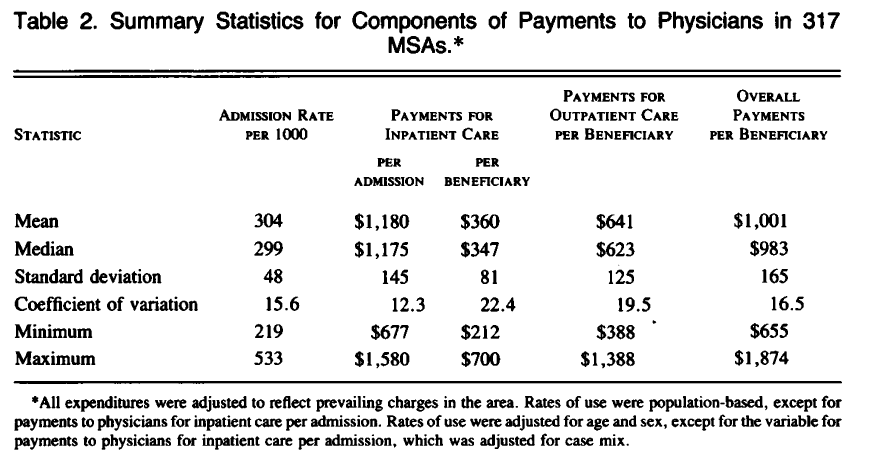 Table 2. Summary Statistics for Components of Payments to Physicians in 317
MSAs.*
STATISTIC ADMISSION RATE PER 1000 PAYMENTS FOR INPATIENT CARE PAYMENTS FOR OUTPATIENT CARE PER BENEFICIARY OVERALL PAYMENTS PER BENEFICIARY
PER ADMISSION PER BENEFICIARY
Mean 304 $1,180 $360 $641 $1,001
Median 299 $1,175 $347 $623 $983
Standard deviation 48 145 81 125 165
Coefficient of variation 15.6 12.3 22.4 19.5 16.5
Minimum 219 $677 $212 $388 $655
Maximum 533 $1,580 $700 $1,388 $1,874
*All expenditures were adjusted to reflect prevailing charges in the area. Rates of use were population-based, except for
payments to physicians for inpatient care per admission. Rates of use were adjusted for age and sex, except for the variable for
payments to physicians for inpatient care per admission, which was adjusted for case mix.